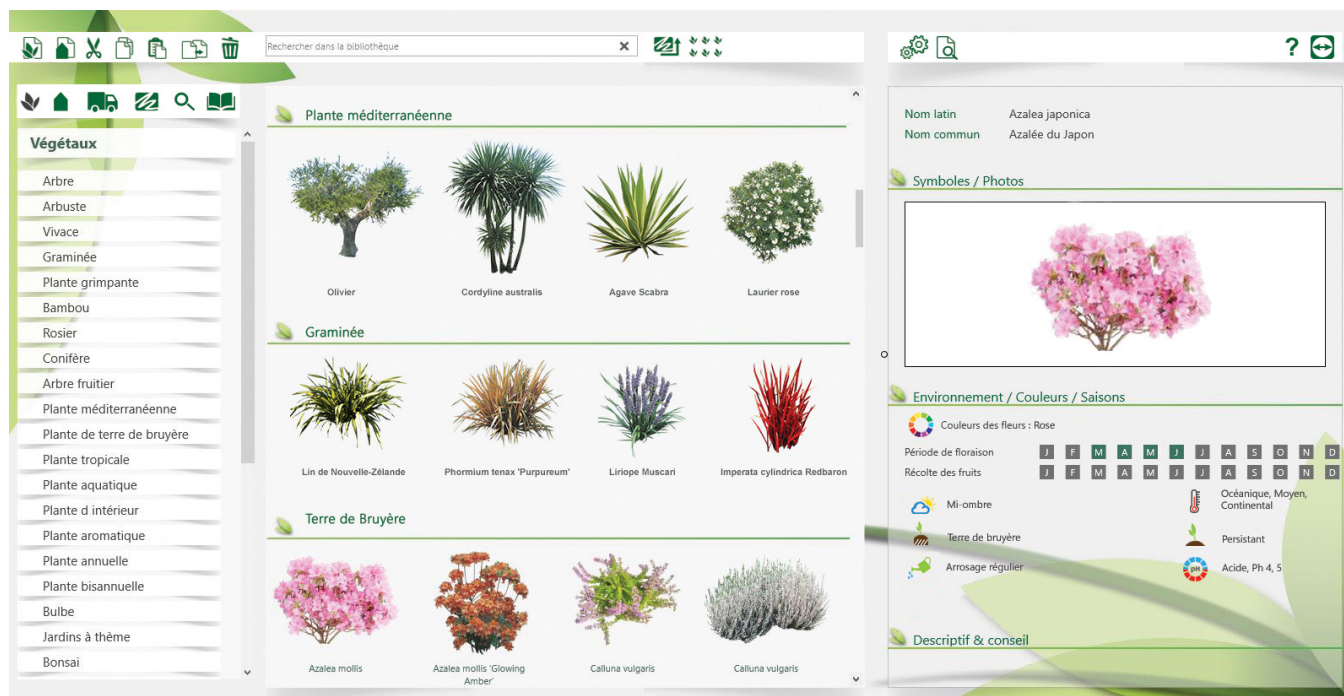 Rechercher dans la bibliothèque
?
Végétaux
Arbre
Arbuste
Vivace
Graminée
Plante grimpante
Bambou
Rosier
Conifère
Arbre fruitier
Plante méditerranéenne
Plante de terre de bruyère
Plante tropicale
Plante aquatique
Plante d intérieur
Plante aromatique
Plante annuelle
Plante bisannuelle
Bulbe
Jardins à thème
Bonsai
Plante méditerranéenne
Olivier
Cordyline australis
Agave Scabra
Laurier rose
Graminée
Lin de Nouvelle-Zélande
Phormium tenax 'Purpureum'
Liriope Muscari
Imperata cylindrica Redbaron
Terre de Bruyère
Azalea mollis
Azalea mollis 'Glowing
Amber'
Calluna vulgaris
Calluna vulgaris
Nom latin Azalea japonica
Nom commun Azalée du Japon
Symboles / Photos
Environnement / Couleurs / Saisons
Couleurs des fleurs : Rose
Période de floraison J F M A M J J A S O N D
Récolte des fruits J F M A M J J A S O N D
Mi-ombre
Océanique, Moyen,
Continental
Terre de bruyère
Persistant
Arrosage régulier
pH
Acide, Ph 4, 5
Descriptif & conseil